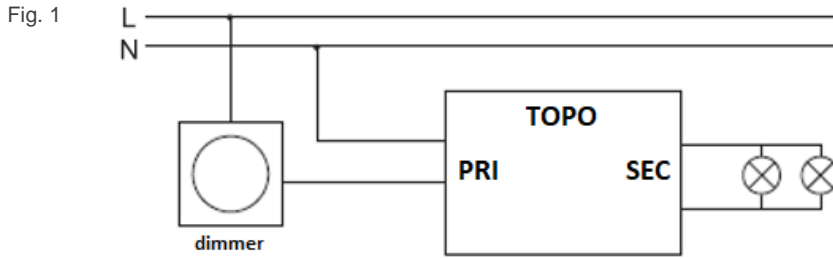 Fig. 1
L
N
TOPO
PRI SEC
dimmer